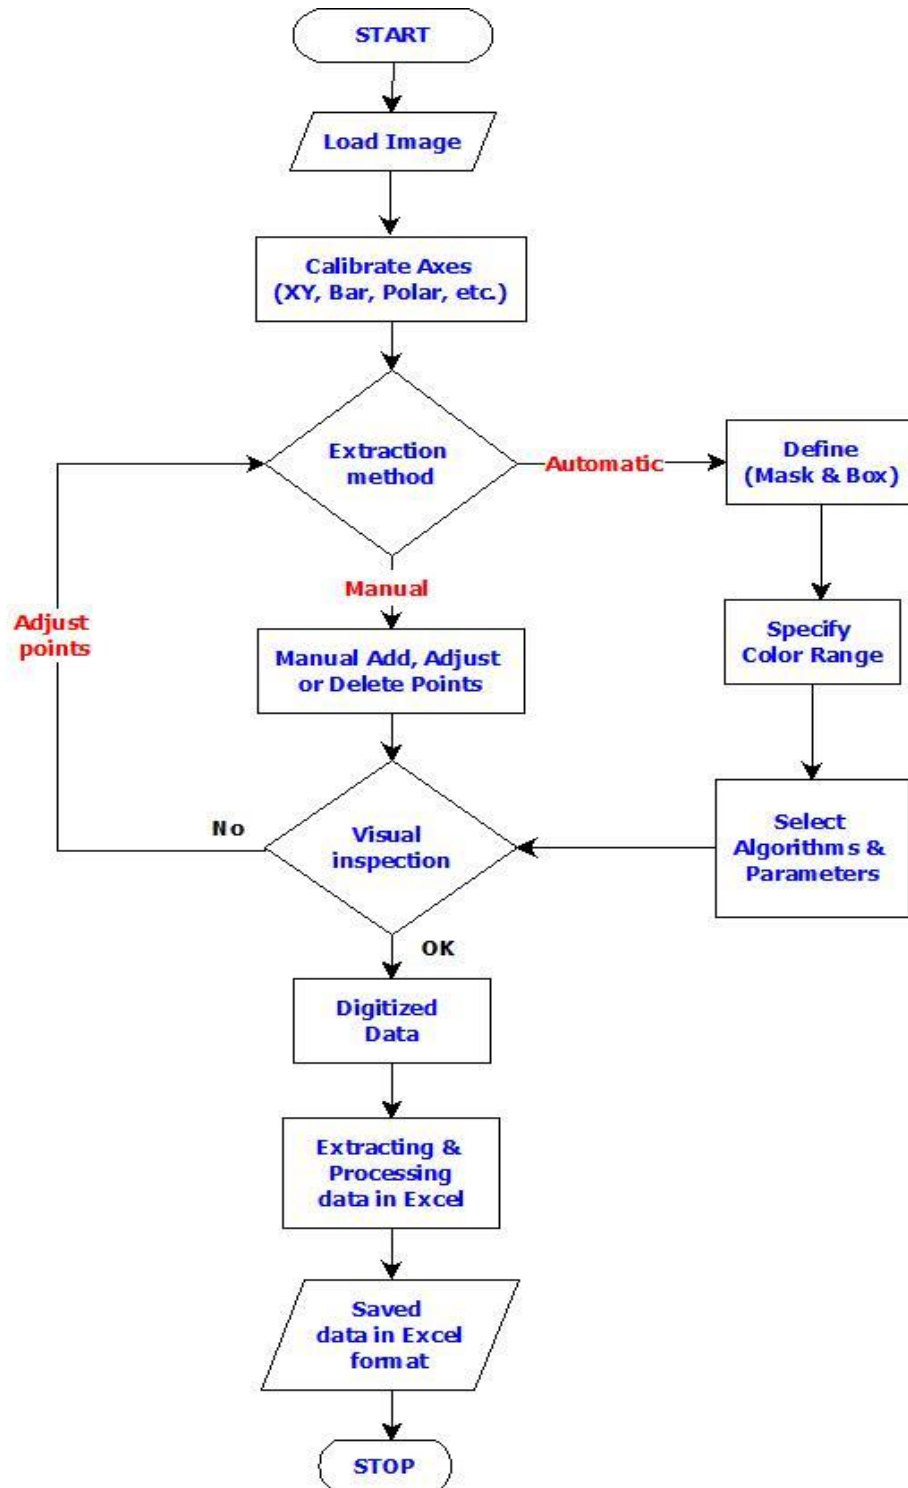 START
Load Image
Calibrate Axes
(XY, Bar, Polar, etc.)
Extraction
method
Automatic
Define
(Mask & Box)
Manual
Specify
Color Range
Adjust
points
Manual Add, Adjust
or Delete Points
Select
Algorithms &
Parameters
No
Visual
inspection
OK
Digitized
Data
Extracting &
Processing
data in Excel
Saved
data in Excel
format
STOP